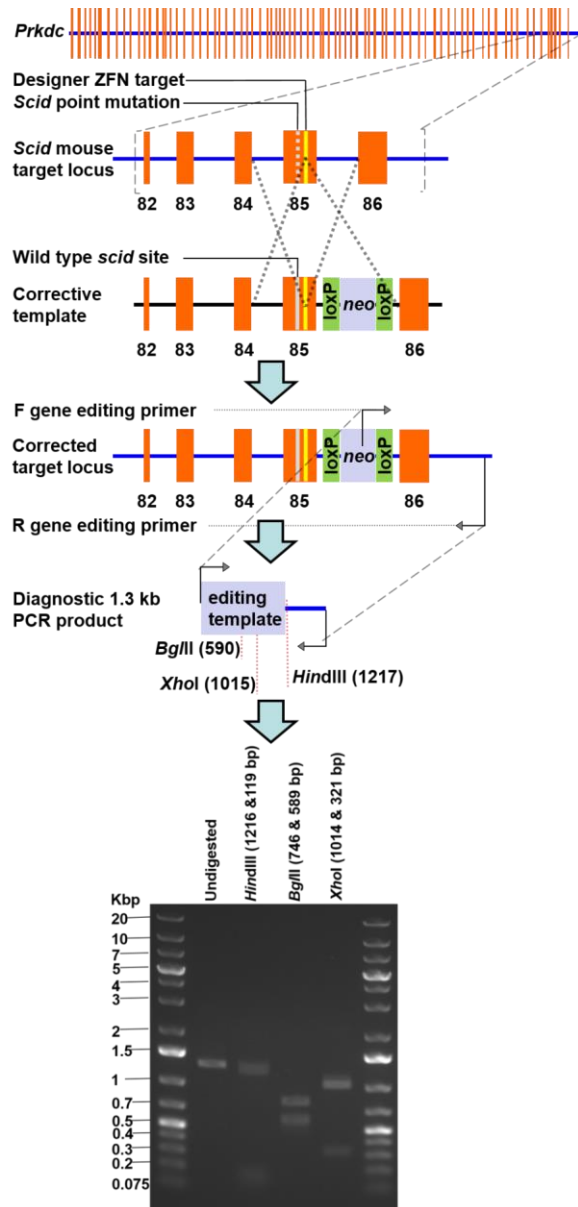 Prkdc
Designer ZFN target
Scid point mutation
Scid mouse
target locus
82 83 84 85 86
Wild type scid site
Corrective
template
loxP neo loxP
82 83 84 85 86
F gene editing primer
Corrected
target locus
loxP neo loxP
82 83 84 85 86
R gene editing primer
Diagnostic 1.3 kb
PCR product
editing
template
BglII (590)
HindIII (1217)
XhoI (1015)
Undigested
HindIII (1216 &119 bp)
BglII (746 & 589 bp)
XhoI (1014 & 321 bp)
Kbp
20
10
7
5
4
3
2
1.5
1
0.7
0.5
0.4
0.3
0.2
0.075